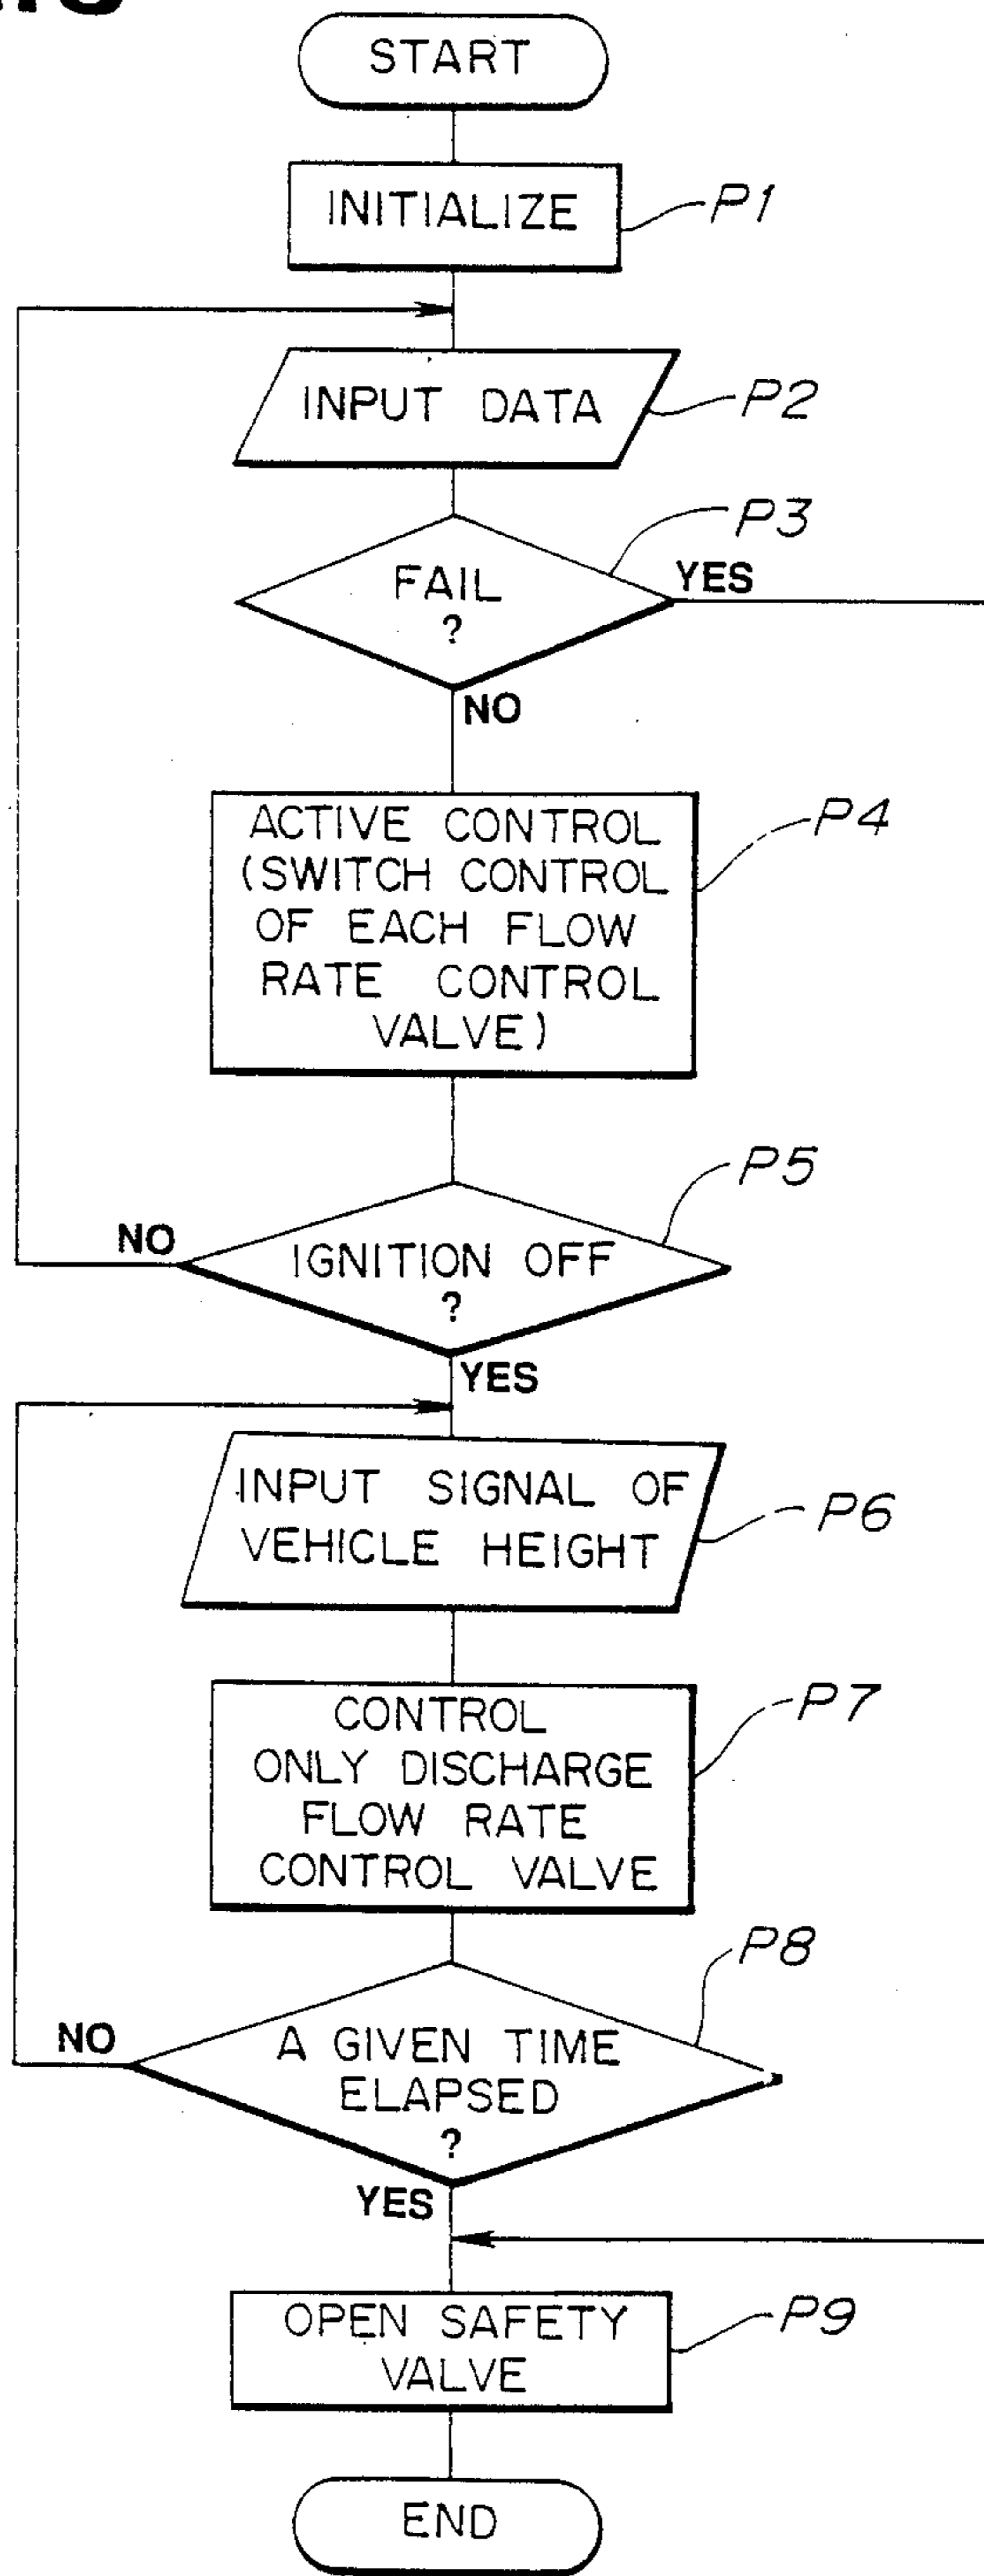 START
INITIALIZE
P1
INPUT DATA
P2
P3
FAIL
?
YES
NO
ACTIVE CONTROL
(SWITCH CONTROL
OF EACH FLOW
RATE CONTROL
VALVE)
P4
P5
NO
IGNITION OFF
?
YES
INPUT SIGNAL OF
VEHICLE HEIGHT
P6
CONTROL
ONLY DISCHARGE
FLOW RATE
CONTROL VALVE
P7
P8
NO
A GIVEN TIME
ELAPSED
?
YES
OPEN SAFETY
VALVE
P9
END